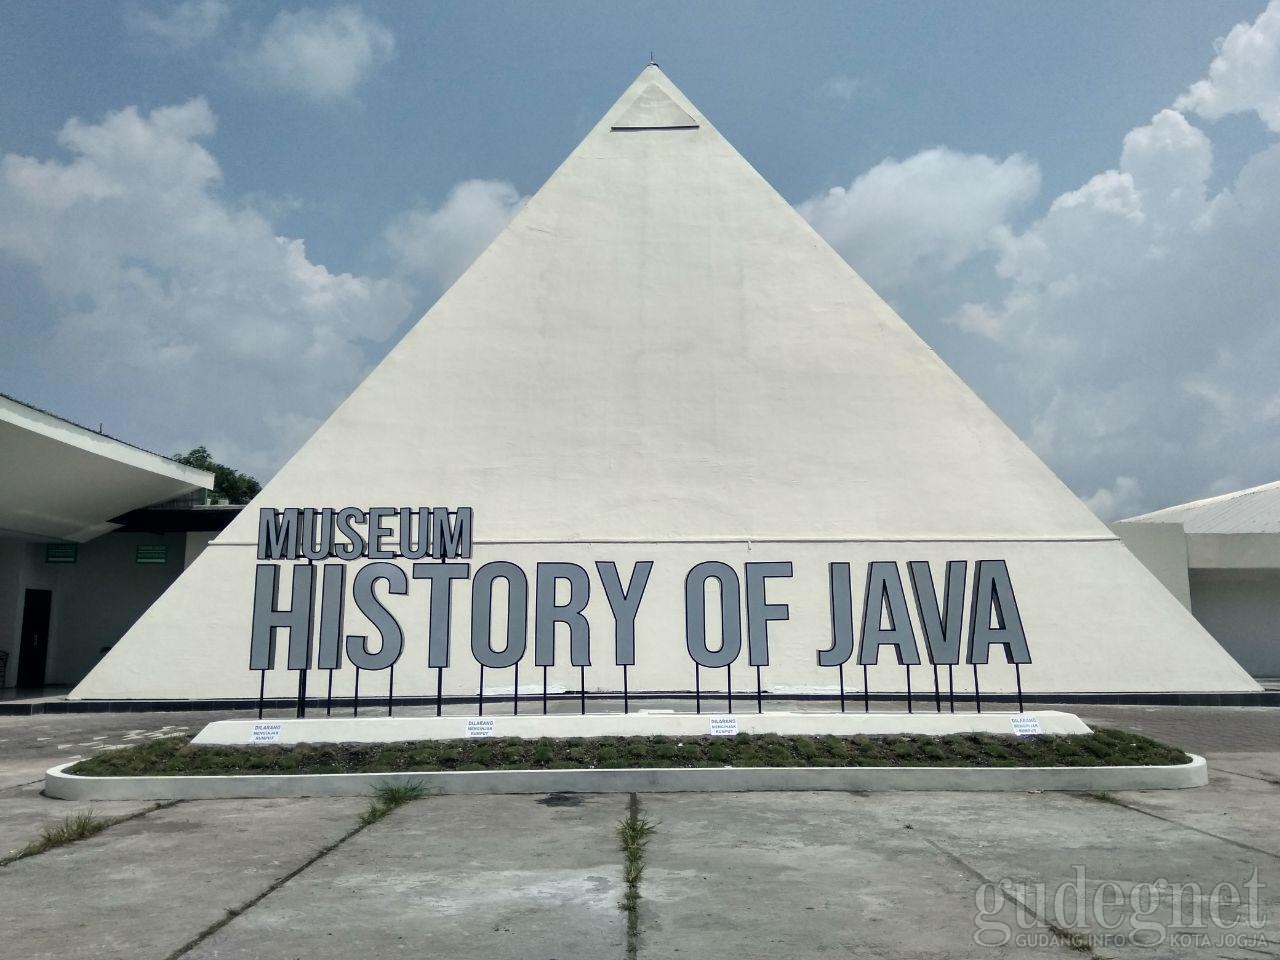 MUSEUM
HISTORY OF JAVA
DILARANG
MENGINJAK
RUMPUT
DILARANG
MENGINJAK
RUMPUT
DILARANG
MENGINJAK
RUMPUT
DILARANG
MENGINJAK
RUMPUT
gudegnet
GUDANG INFO KOTA JOGJA